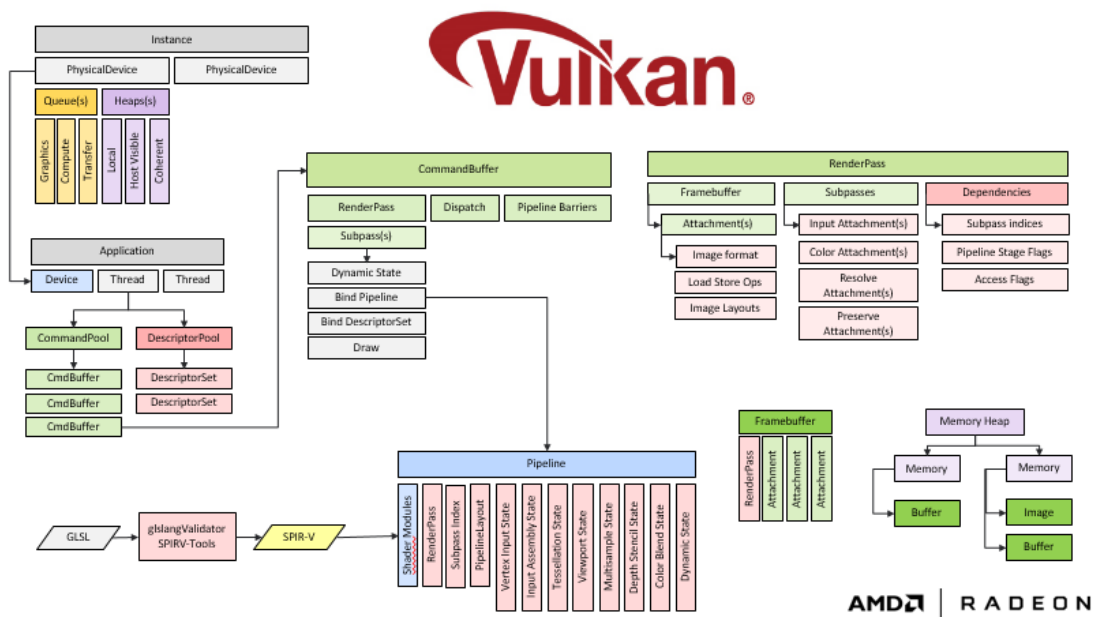 Vulkan®
Instance
PhysicalDevice
PhysicalDevice
Queue(s)
Heaps(s)
Graphics
Compute
Transfer
Local
Host Visible
Coherent
Application
Device
Thread
Thread
CommandPool
DescriptorPool
CmdBuffer
DescriptorSet
CmdBuffer
DescriptorSet
CmdBuffer
CommandBuffer
RenderPass
Dispatch
Pipeline Barriers
Subpass(s)
Dynamic State
Bind Pipeline
Bind DescriptorSet
Draw
RenderPass
Framebuffer
Subpasses
Dependencies
Attachment(s)
Input Attachment(s)
Subpass indices
Image format
Color Attachment(s)
Pipeline Stage Flags
Load Store Ops
Resolve
Attachment(s)
Access Flags
Image Layouts
Preserve
Attachment(s)
GLSL
glslangValidator
SPIRV-Tools
SPIR-V
Pipeline
Shader Modules
RenderPass
Subpass Index
PipelineLayout
Vertex Input State
Input Assembly State
Tessellation State
Viewport State
Multisample State
Depth Stencil State
Color Blend State
Dynamic State
Framebuffer
RenderPass
Attachment
Attachment
Attachment
Memory Heap
Memory
Memory
Buffer
Image
Buffer
AMD RADEON